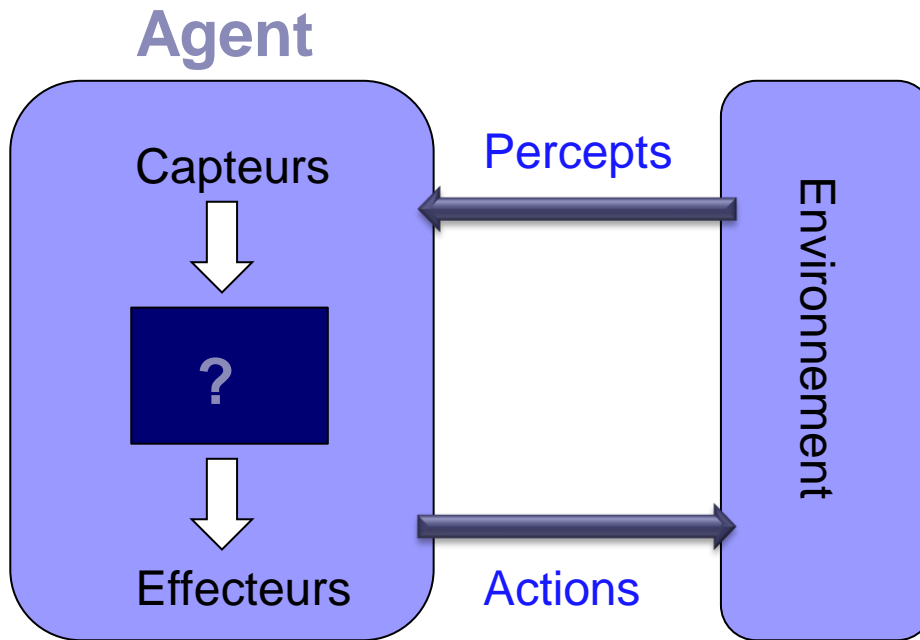 Agent
Capteurs
Percepts
?
Environnement
Effecteurs
Actions